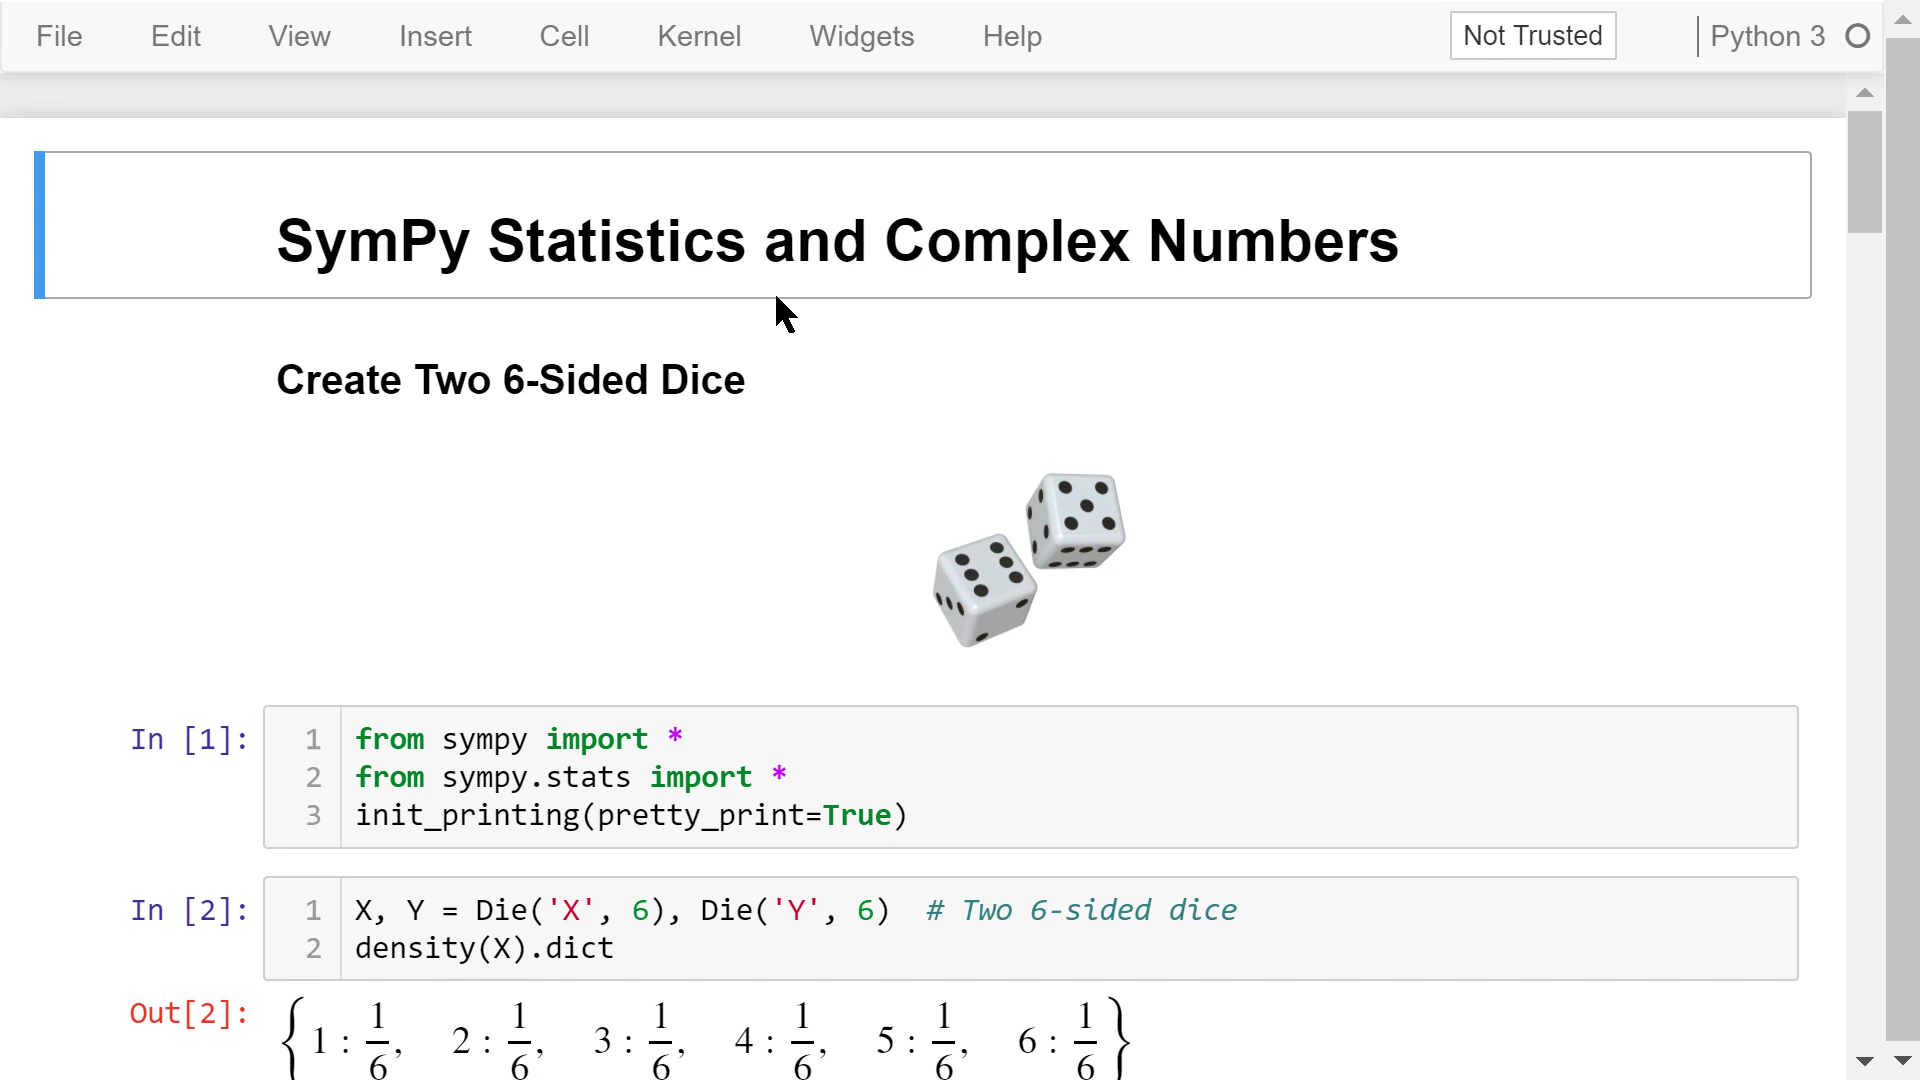 File Edit View Insert Cell Kernel Widgets Help Not Trusted Python 3
SymPy Statistics and Complex Numbers
Create Two 6-Sided Dice
In [1]:
1 from sympy import *
2 from sympy.stats import *
3 init_printing(pretty_print=True)
In [2]:
1 X, Y = Die('X', 6), Die('Y', 6)  # Two 6-sided dice
2 density(X).dict
Out[2]:
{1 : 1/6, 2 : 1/6, 3 : 1/6, 4 : 1/6, 5 : 1/6, 6 : 1/6}